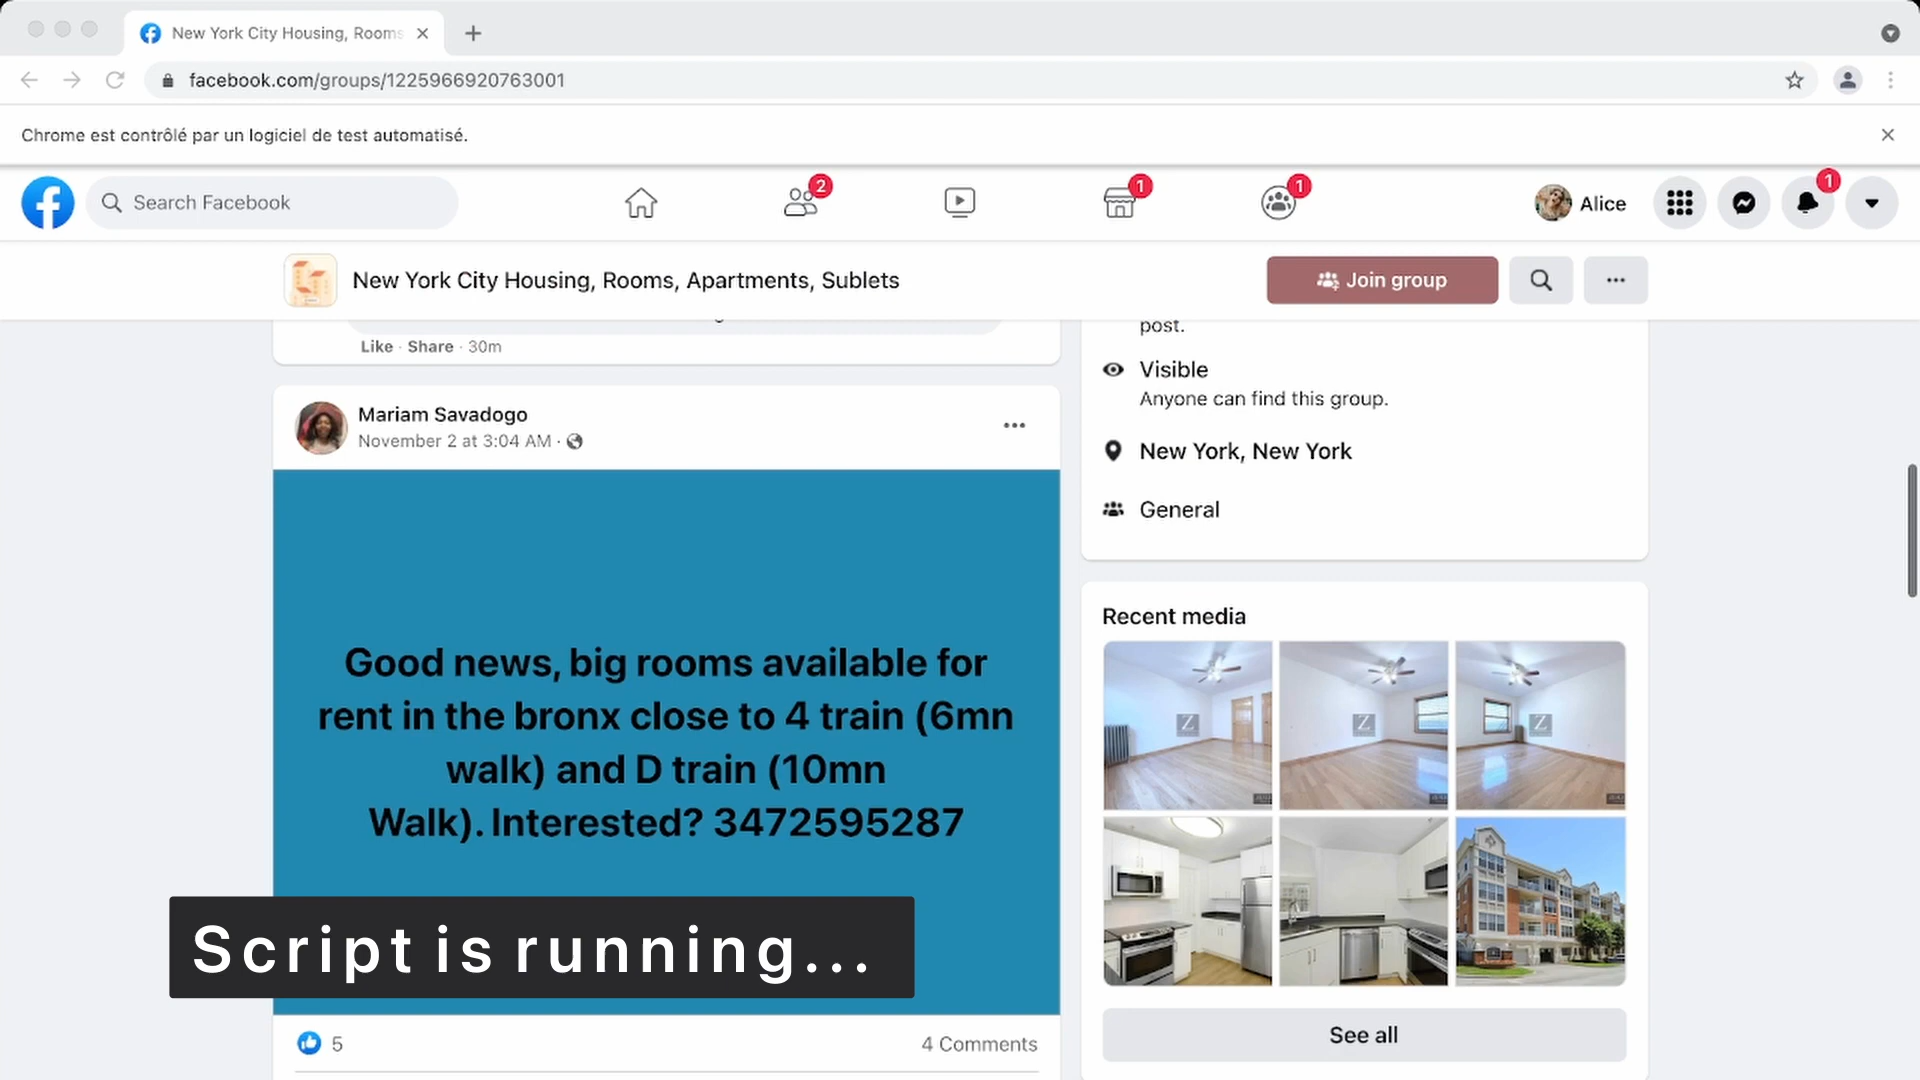 New York City Housing, Rooms
facebook.com/groups/1225966920763001
Chrome est contrôlé par un logiciel de test automatisé.
Search Facebook
2
1
1
Alice
1
New York City Housing, Rooms, Apartments, Sublets
Join group
Like · Share · 30m
Mariam Savadogo
November 2 at 3:04 AM ·
Good news, big rooms available for
rent in the bronx close to 4 train (6mn
walk) and D train (10mn
Walk). Interested? 3472595287
Script is running...
5
4 Comments
post.
Visible
Anyone can find this group.
New York, New York
General
Recent media
Z
Z
Z
See all